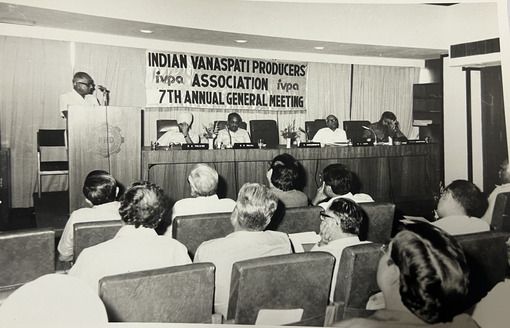 INDIAN VANASPATI PRODUCERS'
ivpa ASSOCIATION ivpa
7TH ANNUAL GENERAL MEETING